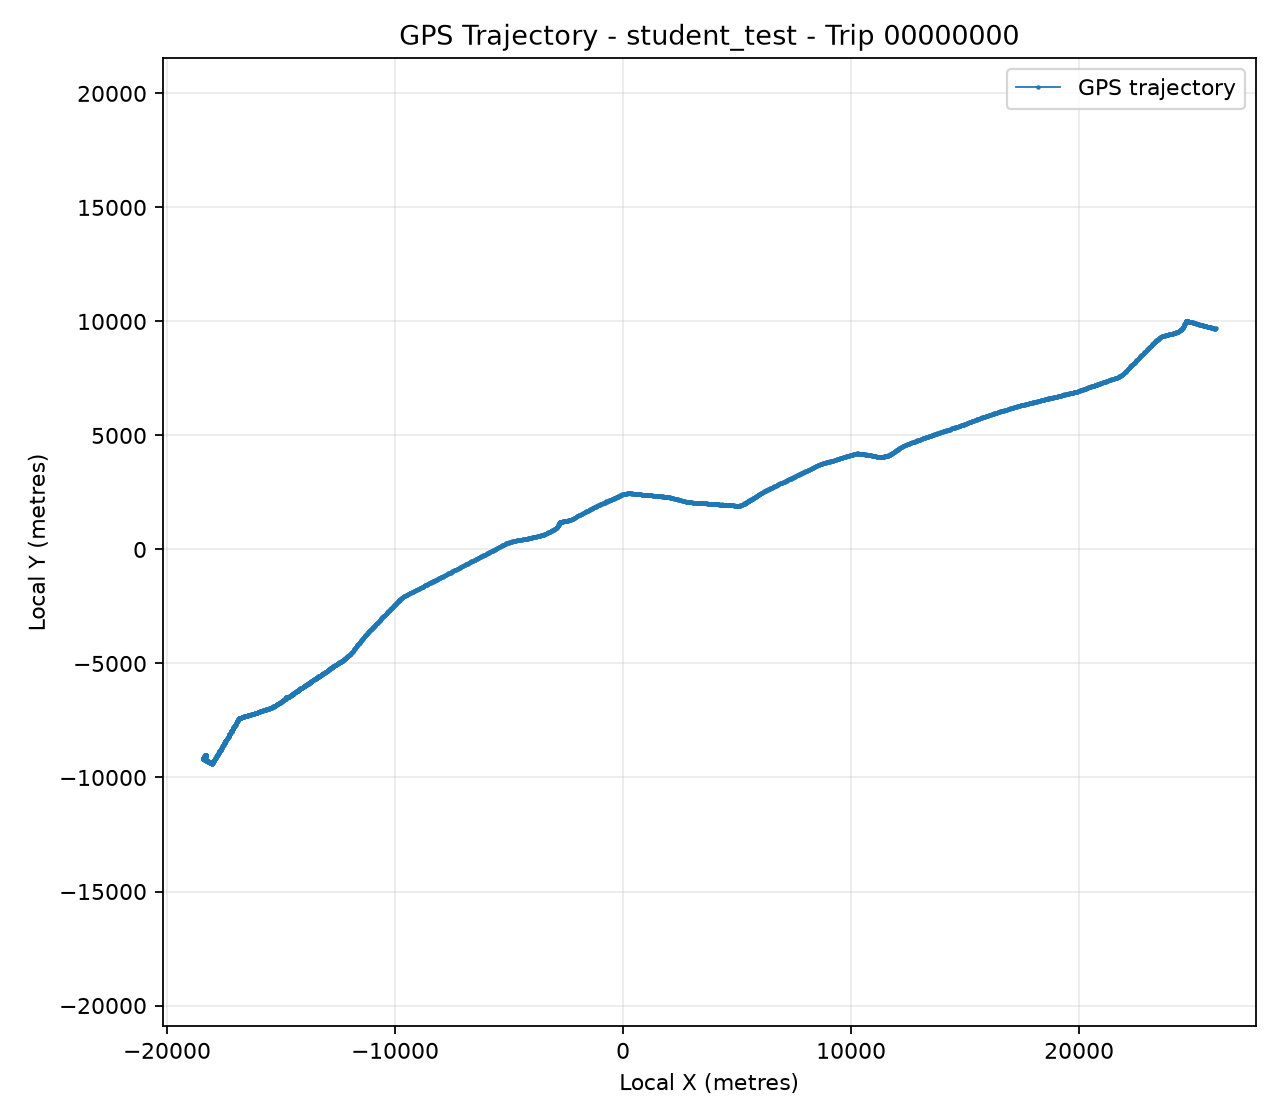 GPS Trajectory - student_test - Trip 00000000
GPS trajectory
20000
15000
10000
5000
0
−5000
−10000
−15000
−20000
Local Y (metres)
−20000 −10000 0 10000 20000
Local X (metres)